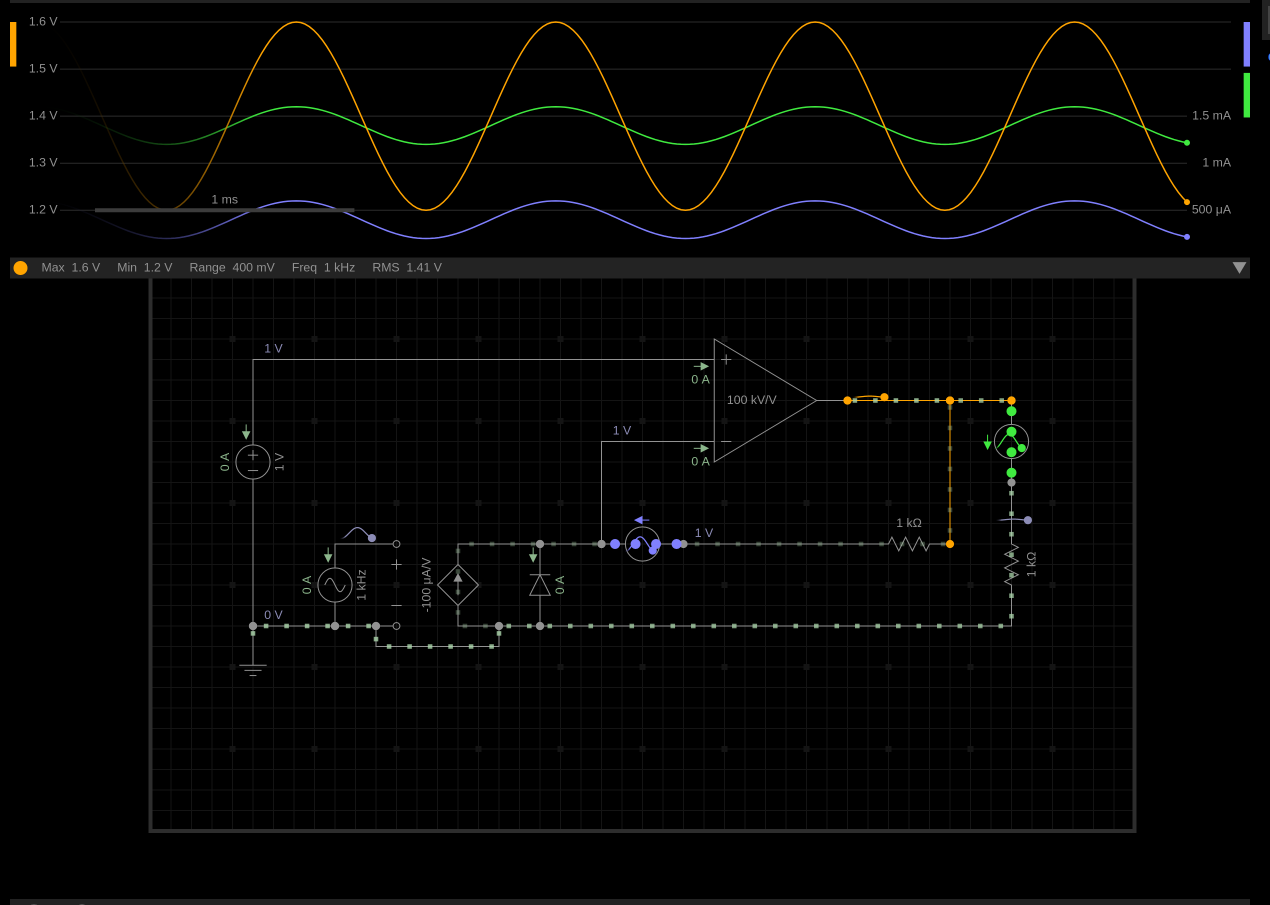 1.6 V
1.5 V
1.4 V
1.5 mA
1.3 V
1 mA
1 ms
1.2 V
500 μA
Max 1.6 V Min 1.2 V Range 400 mV Freq 1 kHz RMS 1.41 V
1 V
+
0 A
100 kV/V
1 V
−
0 A
0 A
+
−
1 V
1 kΩ
1 V
0 A
1 kHz
+
−
-100 μA/V
0 A
1 kΩ
0 V